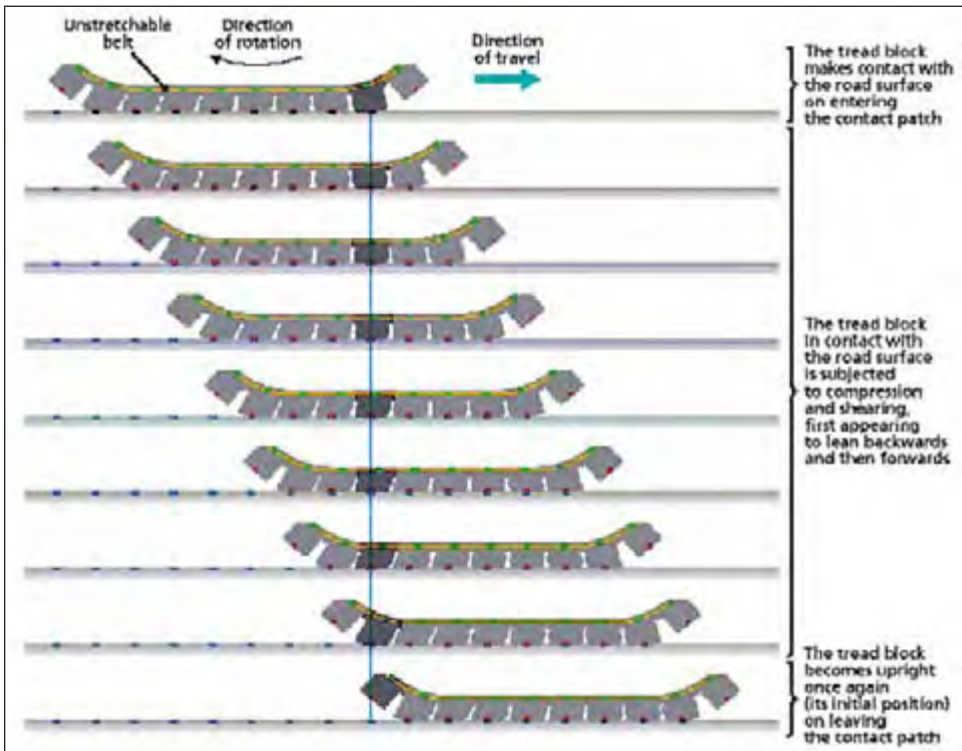 Unstretchable
belt
Direction
of rotation
Direction
of travel
The tread block
makes contact with
the road surface
on entering
the contact patch
The tread block
in contact with
the road surface
is subjected
to compression
and shearing,
first appearing
to lean backwards
and then forwards
The tread block
becomes upright
once again
(its initial position)
on leaving
the contact patch